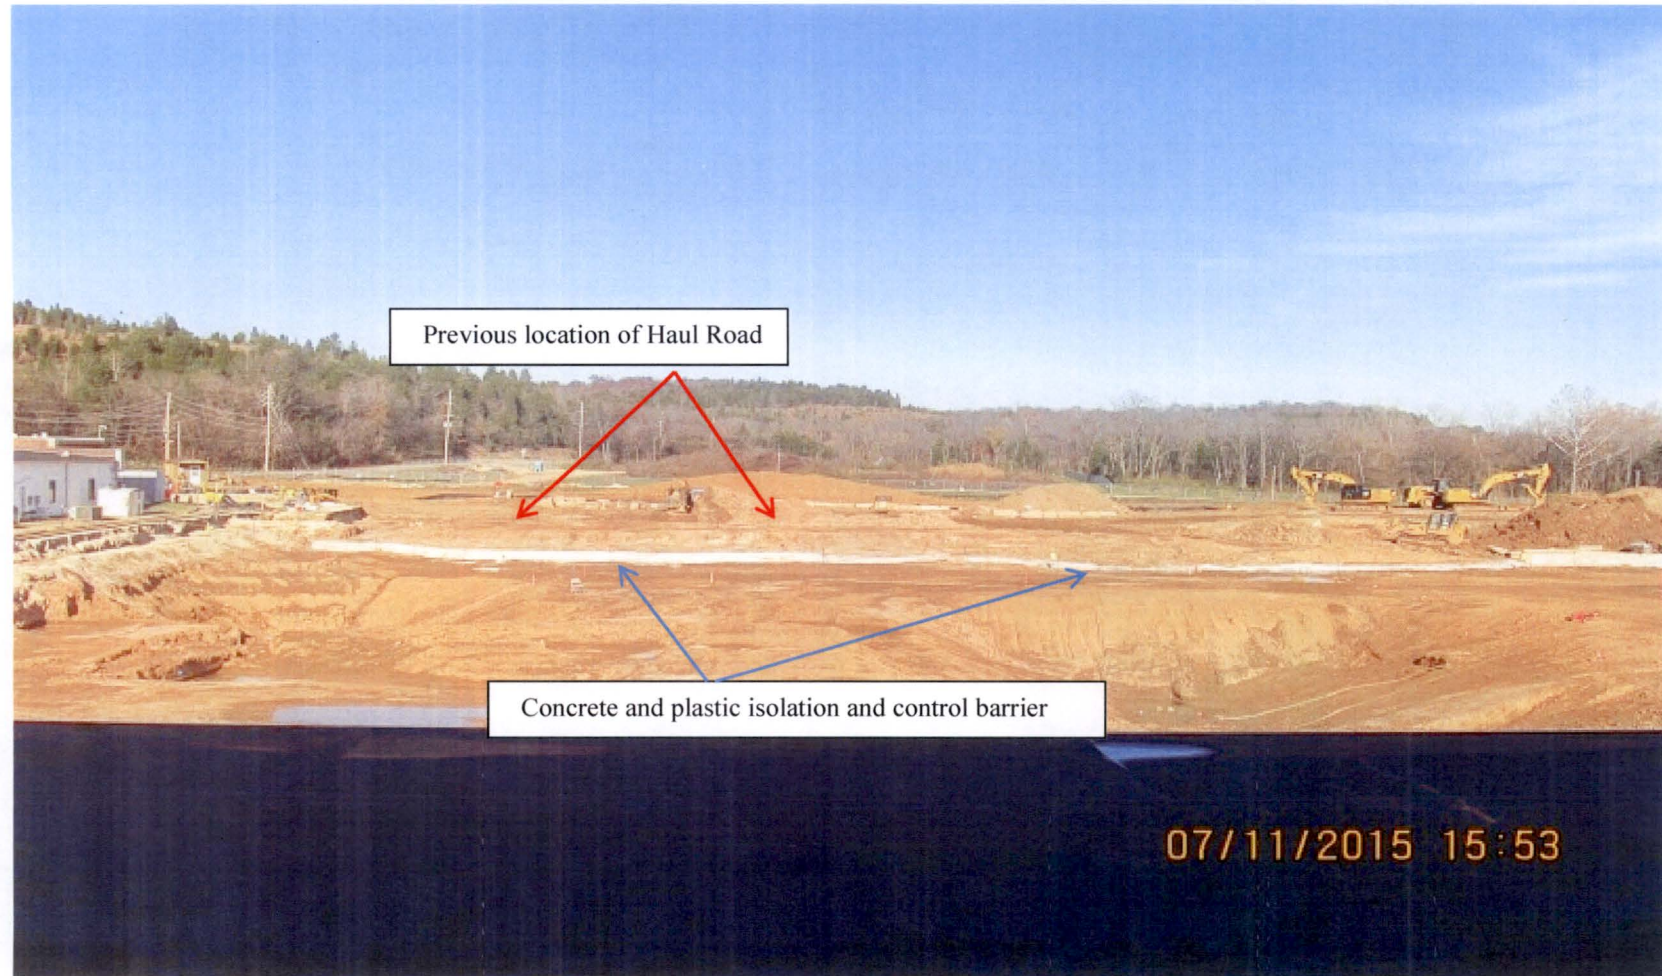 Previous location of Haul Road
Concrete and plastic isolation and control barrier
07/11/2015 15:53